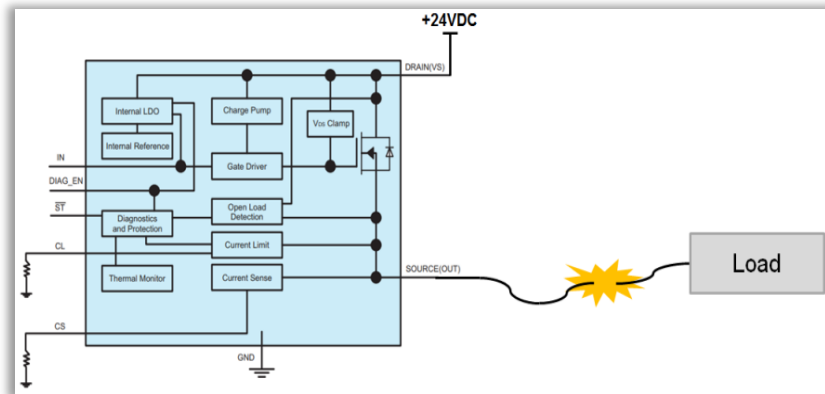 +24VDC
DRAIN(VS)
Internal LDO
Charge Pump
VDS Clamp
Internal Reference
IN
Gate Driver
DIAG_EN
ST
Diagnostics
and Protection
Open Load
Detection
CL
Current Limit
Thermal Monitor
Current Sense
SOURCE(OUT)
Load
CS
GND